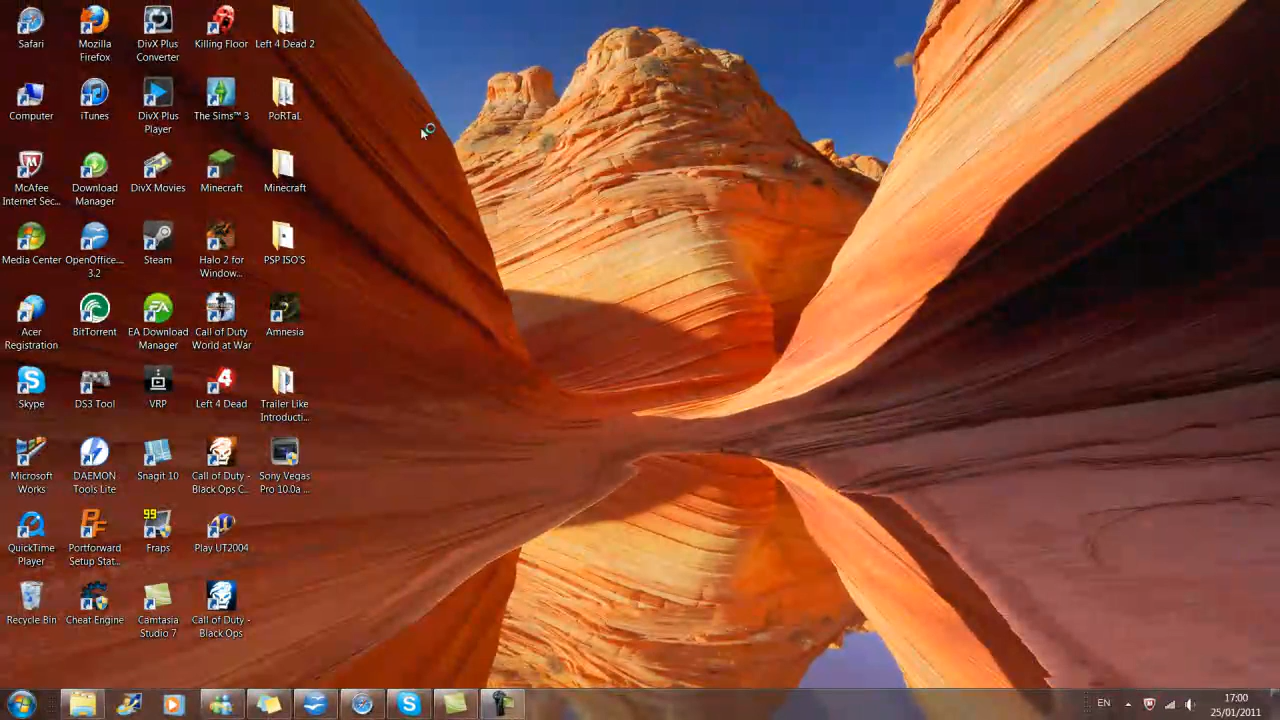 Safari
Mozilla
Firefox
DivX Plus
Converter
Killing Floor
Left 4 Dead 2
Computer
iTunes
DivX Plus
Player
The Sims™ 3
PoRTaL
McAfee
Internet Sec...
Download
Manager
DivX Movies
Minecraft
Minecraft
Media Center
OpenOffice....
3.2
Steam
Halo 2 for
Window...
PSP ISO'S
Acer
Registration
BitTorrent
EA Download
Manager
Call of Duty
World at War
Amnesia
Skype
DS3 Tool
VRP
Left 4 Dead
Trailer Like
Introducti...
Microsoft
Works
DAEMON
Tools Lite
Snagit 10
Call of Duty -
Black Ops C...
Sony Vegas
Pro 10.0a ...
QuickTime
Player
Portforward
Setup Stat...
99
Fraps
Play UT2004
Recycle Bin
Cheat Engine
Camtasia
Studio 7
Call of Duty -
Black Ops
EN
17:00
25/01/2011